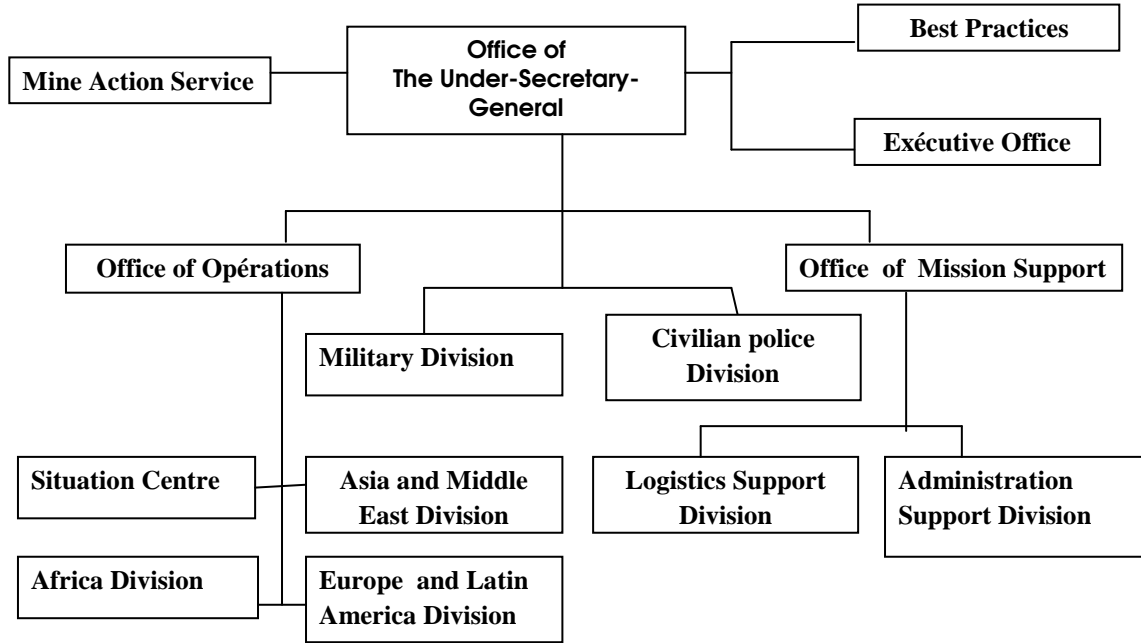 Office of
The Under-Secretary-
General
Best Practices
Mine Action Service
Exécutive Office
Office of Opérations
Office of Mission Support
Military Division
Civilian police
Division
Situation Centre
Asia and Middle
East Division
Logistics Support
Division
Administration
Support Division
Africa Division
Europe and Latin
America Division